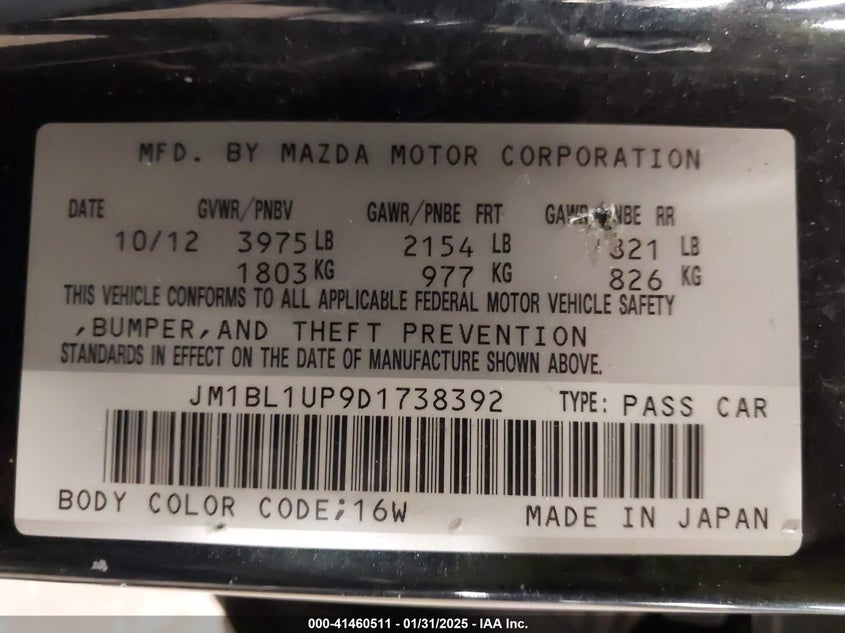 MFD. BY MAZDA MOTOR CORPORATION
DATE GVWR/PNBV GAWR/PNBE FRT RR
10/12 3975 LB 2154 LB LB
1803 KG 977 KG 826 KG
THIS VEHICLE CONFORMS TO ALL APPLICABLE FEDERAL MOTOR VEHICLE SAFETY
,BUMPER,AND THEFT PREVENTION
STANDARDS IN EFFECT ON THE DATE OF MANUFACTURE SHOWN ABOVE.
JM1BL1UP9D1738392 TYPE: PASS CAR
BODY COLOR CODE;16W MADE IN JAPAN
000-41460511 - 01/31/2025 - IAA Inc.